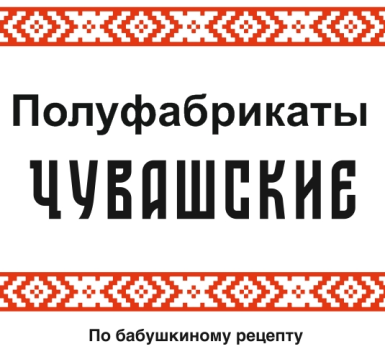 Полуфабрикаты
ЧУВАШСКИЕ
По бабушкиному рецепту